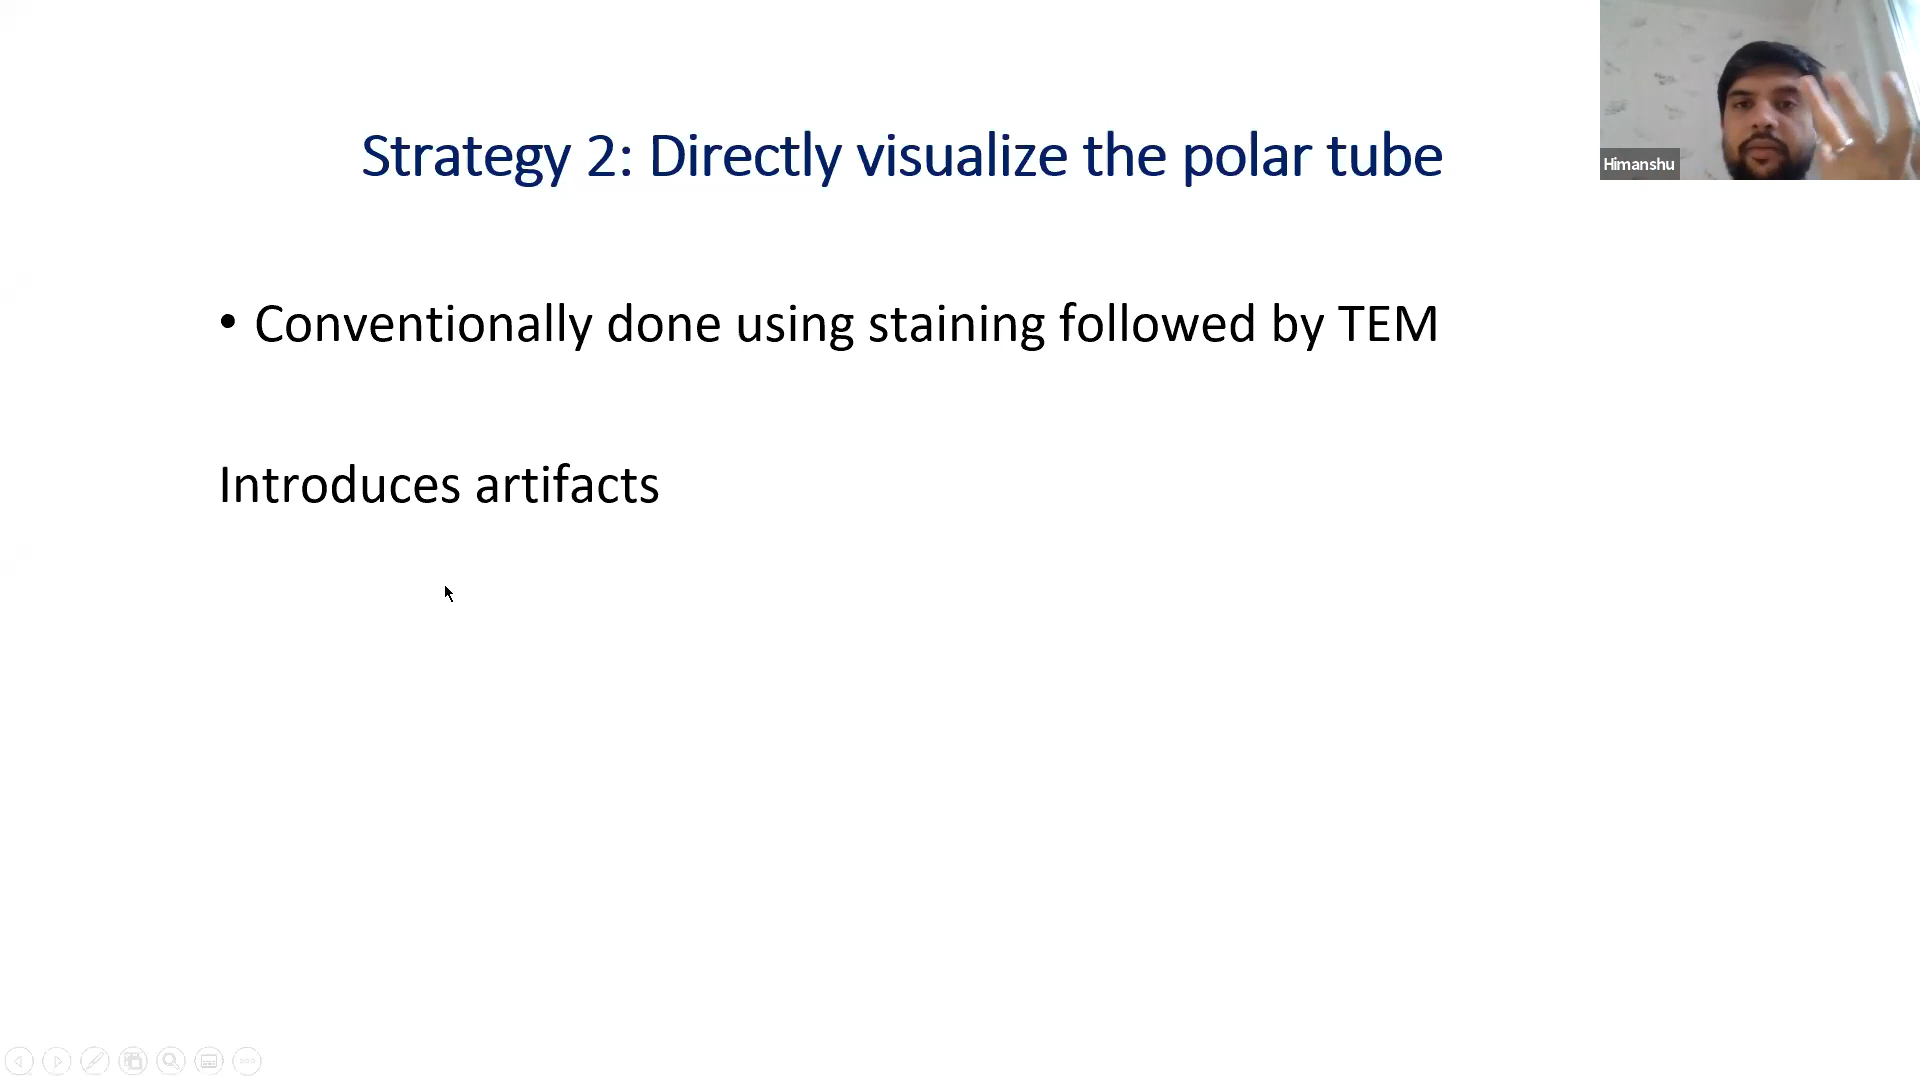 Strategy 2: Directly visualize the polar tube
Himanshu
• Conventionally done using staining followed by TEM
Introduces artifacts